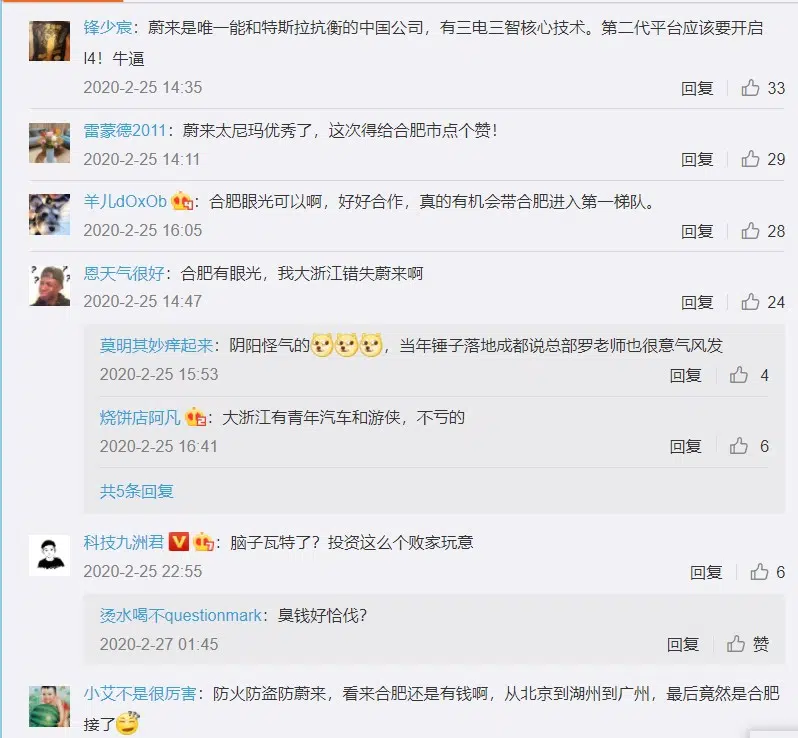 锋少宸：蔚来是唯一能和特斯拉抗衡的中国公司，有三电三智核心技术。第二代平台应该要开启
l4！牛逼
2020-2-25 14:35 回复 33
雷蒙德2011：蔚来太尼玛优秀了，这次得给合肥市点个赞！
2020-2-25 14:11 回复 29
羊儿dOxOb：合肥眼光可以啊，好好合作，真的有机会带合肥进入第一梯队。
2020-2-25 16:05 回复 28
恩天气很好：合肥有眼光，我大浙江错失蔚来啊
2020-2-25 14:47 回复 24
莫明其妙痒起来：阴阳怪气的，当年锤子落地成都说总部罗老师也很意气风发
2020-2-25 15:53 回复 4
烧饼店阿凡：大浙江有青年汽车和游侠，不亏的
2020-2-25 16:41 回复 6
共5条回复
科技九洲君V：脑子瓦特了？投资这么个败家玩意
2020-2-25 22:55 回复 6
烫水喝不questionmark：臭钱好恰伐？
2020-2-27 01:45 回复 赞
小艾不是很厉害：防火防盗防蔚来，看来合肥还是有钱啊，从北京到湖州到广州，最后竟然是合肥
接了